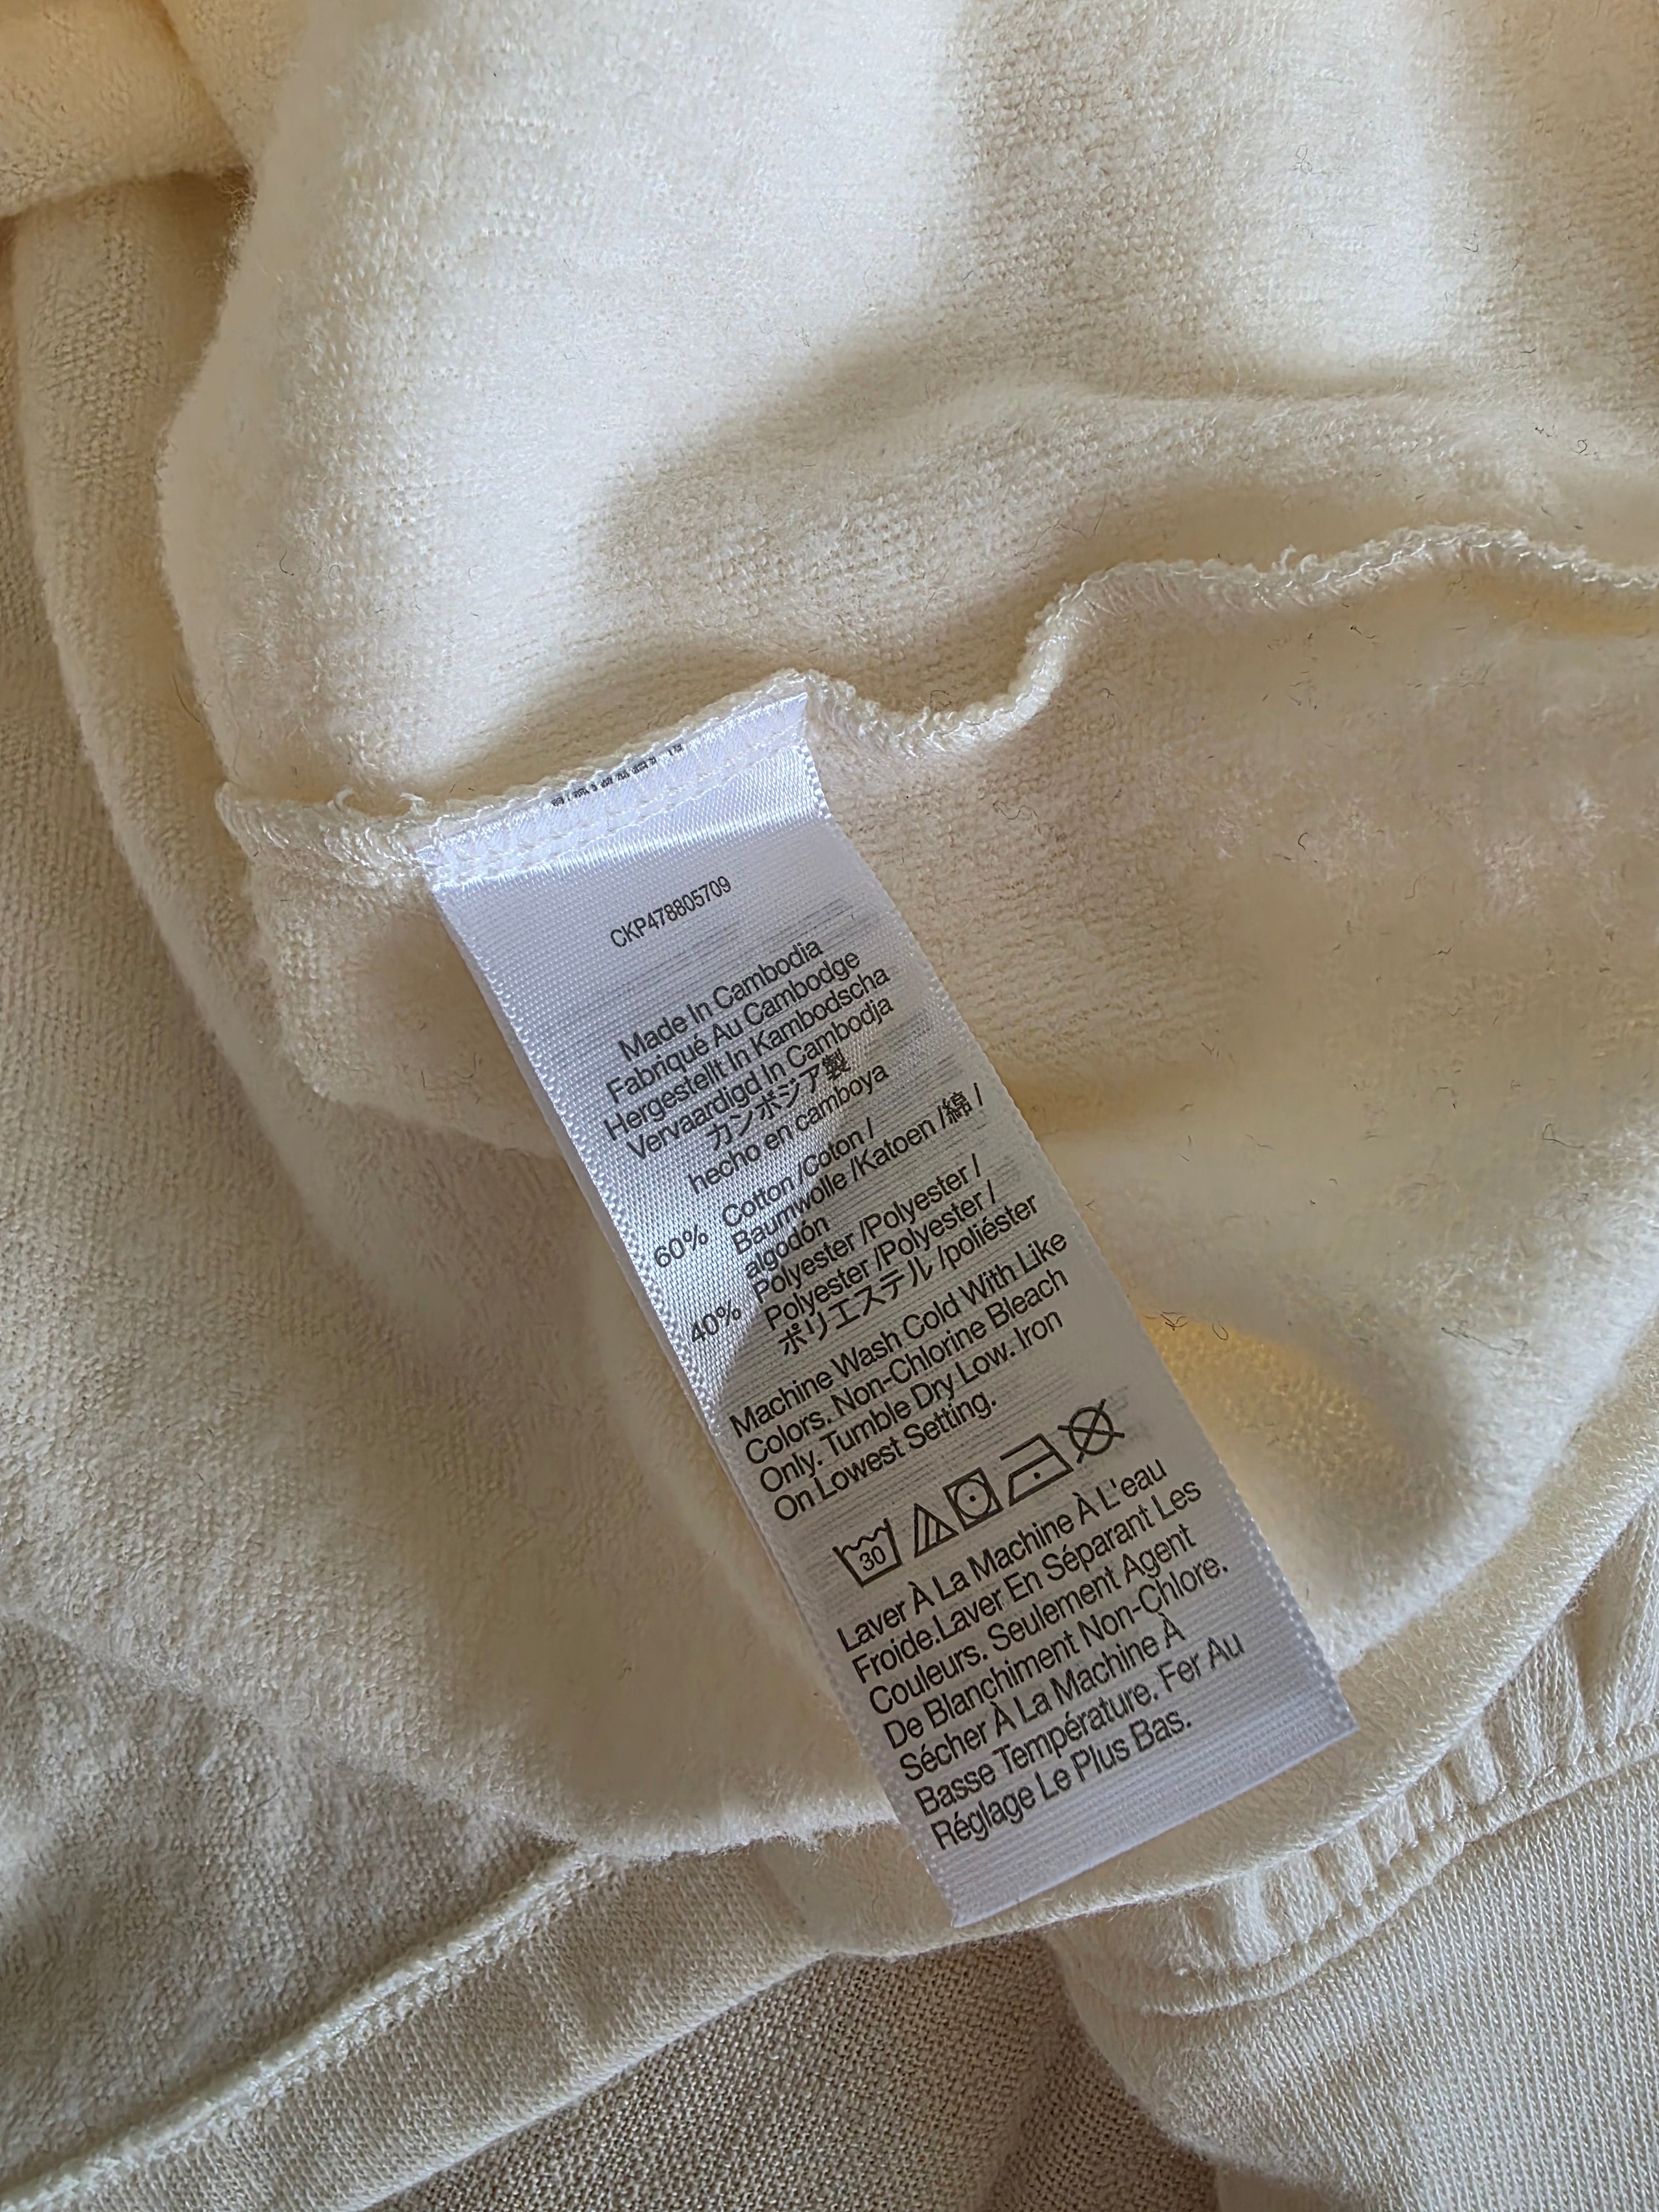 CKP478805709
Made In Cambodia
Fabriqué Au Cambodge
Hergestellt In Kambodscha
Vervaardigd In Cambodja
カンボジア製
hecho en camboya
60% Cotton /Coton /
Baumwolle /Katoen /綿 /
algodón
40% Polyester /Polyester /
Polyester /Polyester /
ポリエステル /poliéster
Machine Wash Cold With Like
Colors. Non-Chlorine Bleach
Only. Tumble Dry Low. Iron
On Lowest Setting.
30
Laver À La Machine À L'eau
Froide.Laver En Séparant Les
Couleurs. Seulement Agent
De Blanchiment Non-Chlore.
Sécher À La Machine À
Basse Température. Fer Au
Réglage Le Plus Bas.